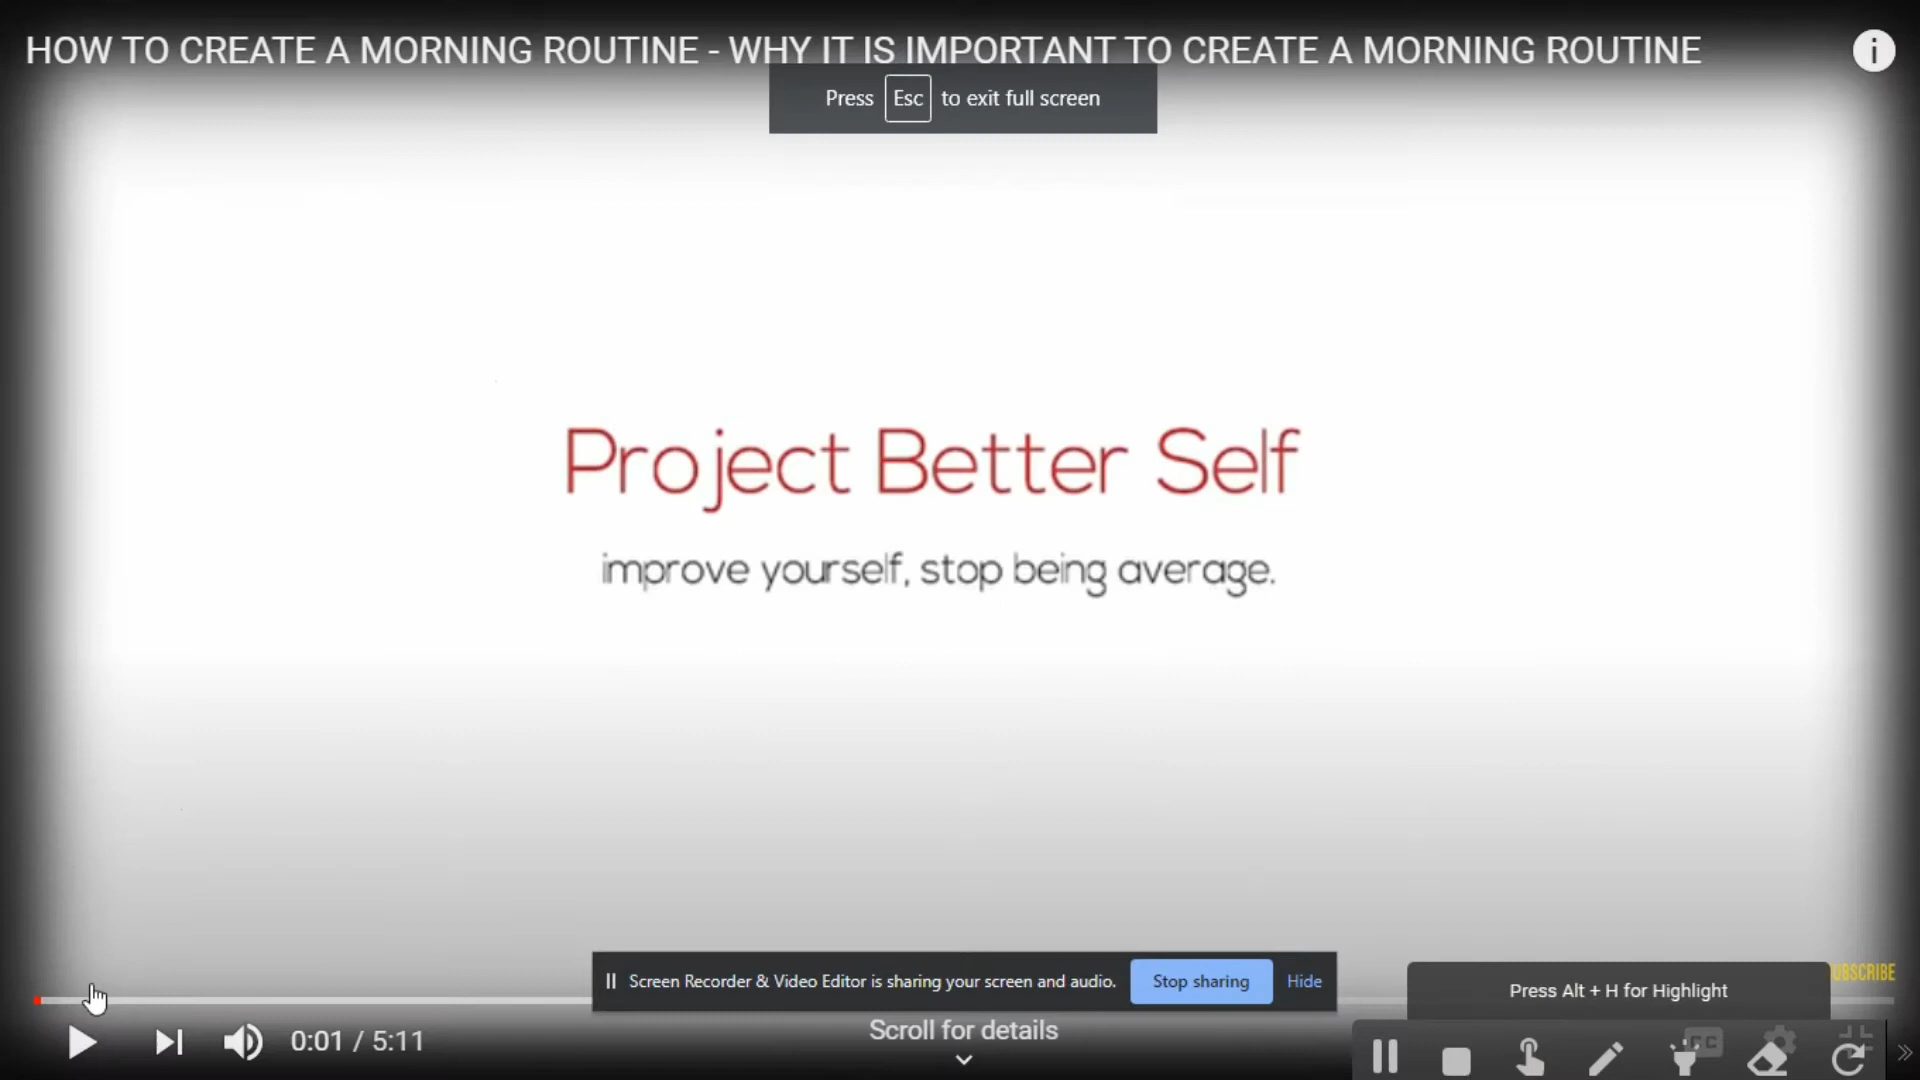 HOW TO CREATE A MORNING ROUTINE - WHY IT IS IMPORTANT TO CREATE A MORNING ROUTINE
i
Press Esc to exit full screen
Project Better Self
improve yourself, stop being average.
Screen Recorder & Video Editor is sharing your screen and audio. Stop sharing Hide
Press Alt + H for Highlight
0:01 / 5:11
Scroll for details
CC